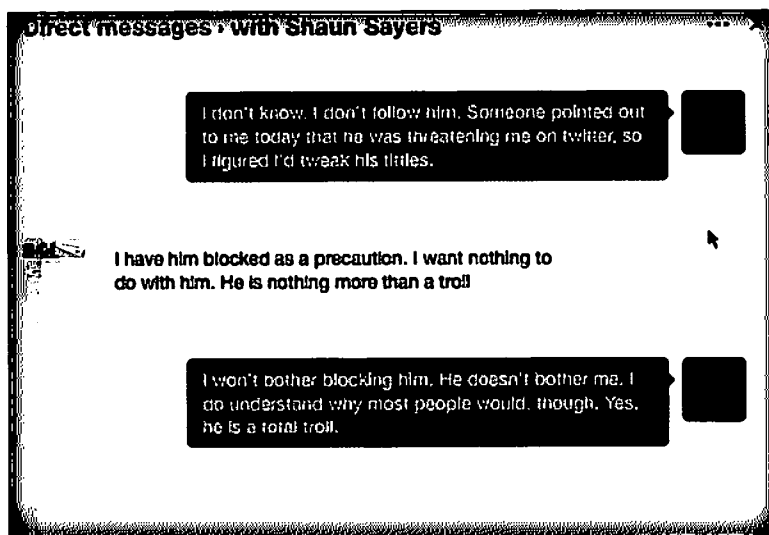 Direct messages › with Shaun Sayers
I don't know. I don't follow him. Someone pointed out
to me today that he was threatening me on twitter, so
I figured I'd tweak his titties.
I have him blocked as a precaution. I want nothing to
do with him. He is nothing more than a troll
I won't bother blocking him. He doesn't bother me. I
do understand why most people would, though. Yes,
he is a total troll.